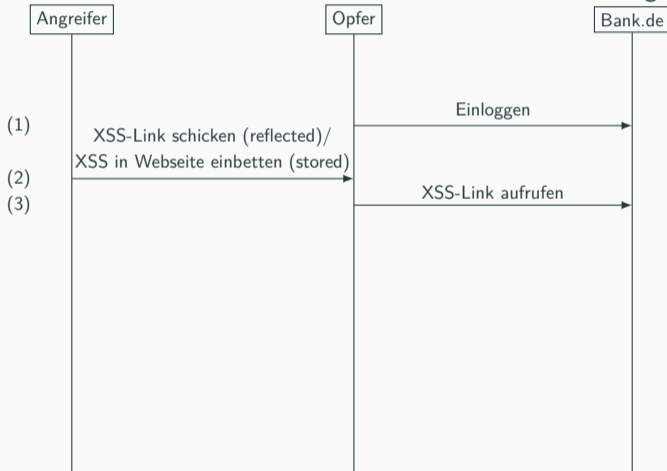 Angreifer
Opfer
Bank.de
(1)
Einloggen
XSS-Link schicken (reflected)/
XSS in Webseite einbetten (stored)
(2)
(3)
XSS-Link aufrufen